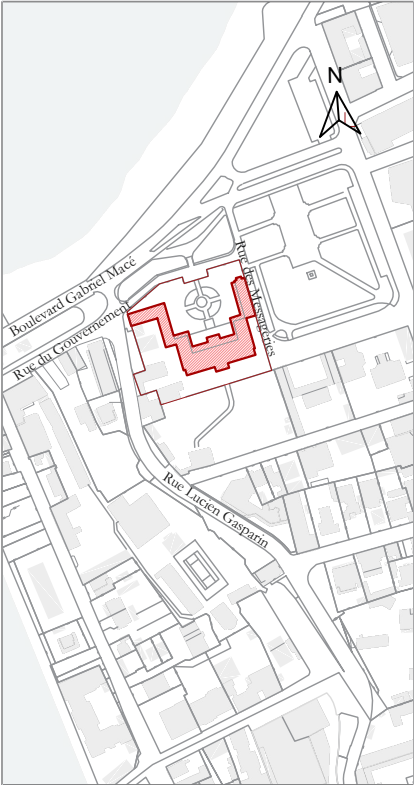 N
Boulevard Gabriel Macé
Rue du Gouvernemen
Rue des Messageries
Rue Lucien Gasparin